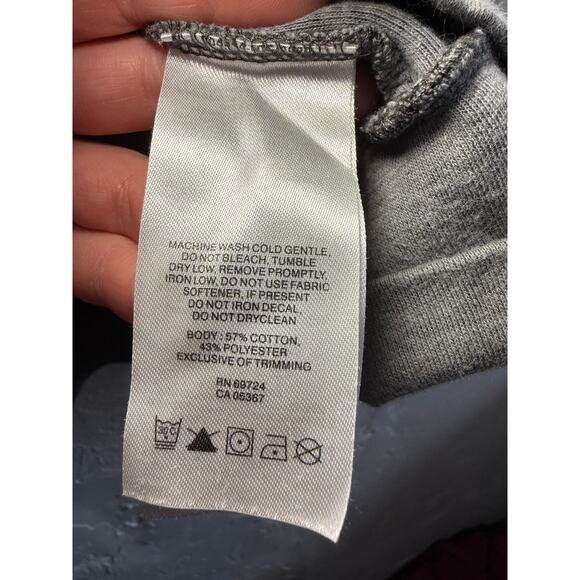 MACHINE WASH COLD GENTLE,
DO NOT BLEACH, TUMBLE
DRY LOW, REMOVE PROMPTLY,
IRON LOW, DO NOT USE FABRIC
SOFTENER, IF PRESENT
DO NOT IRON DECAL,
DO NOT DRYCLEAN
BODY : 57% COTTON,
43% POLYESTER
EXCLUSIVE OF TRIMMING
RN 69724
CA 05367
30°C